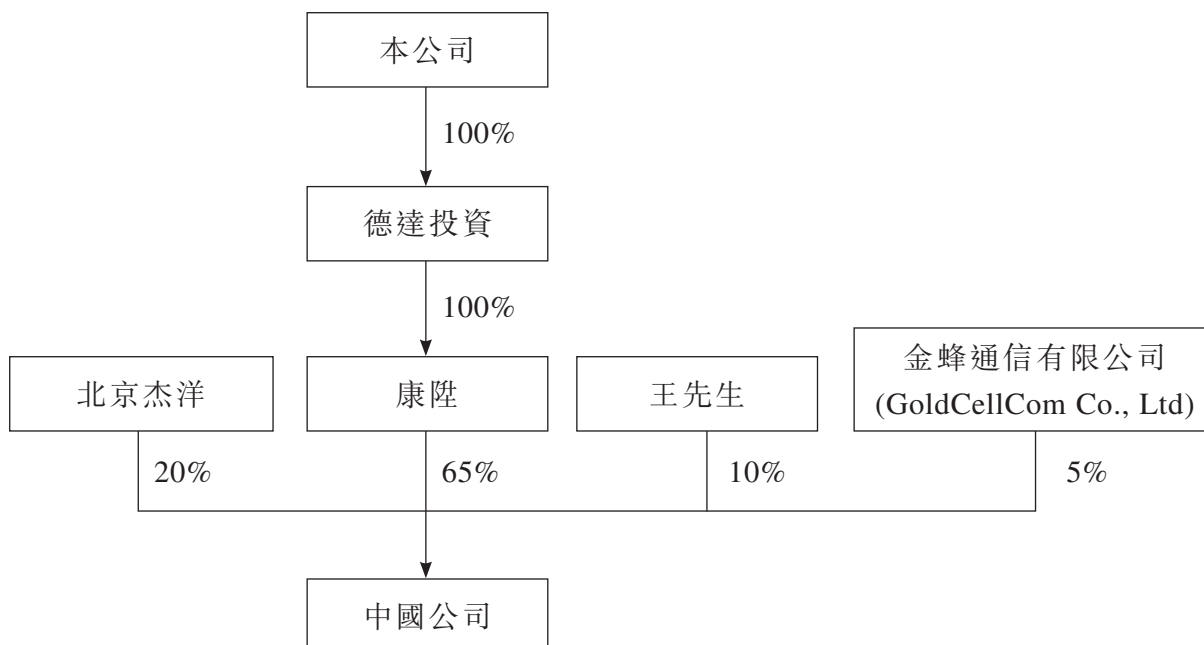 本公司
100%
德達投資
100%
北京杰洋
康陞
王先生
金蜂通信有限公司
(GoldCellCom Co., Ltd)
20%
65%
10%
5%
中國公司